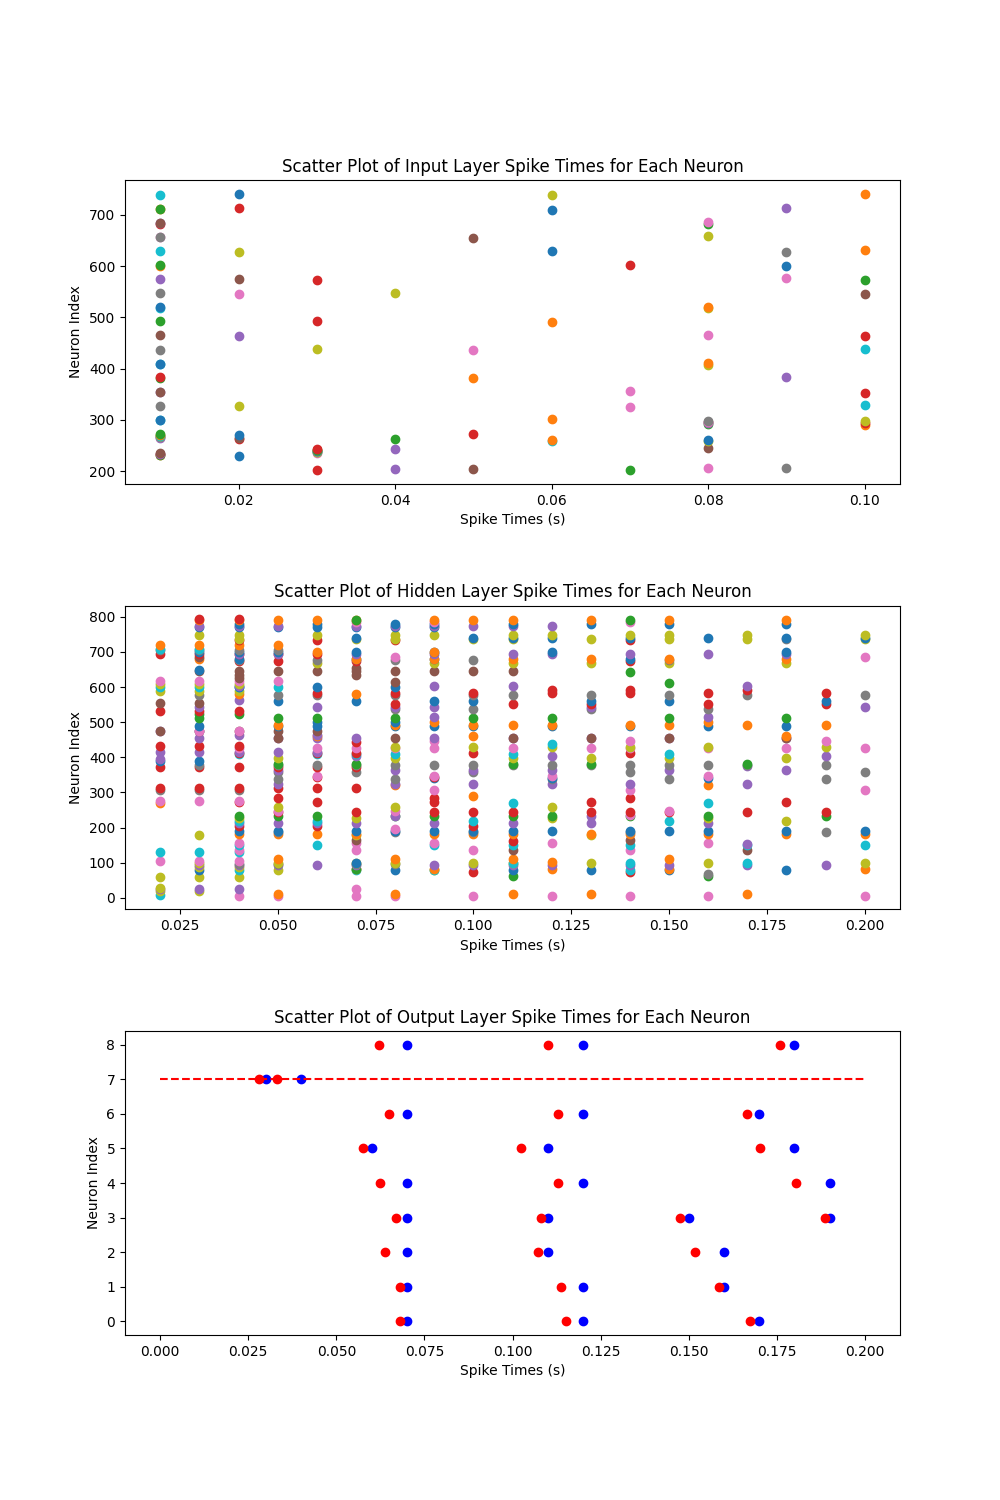 Scatter Plot of Input Layer Spike Times for Each Neuron
700
600
500
400
300
200
Neuron Index
0.02 0.04 0.06 0.08 0.10
Spike Times (s)
Scatter Plot of Hidden Layer Spike Times for Each Neuron
800
700
600
500
400
300
200
100
0
Neuron Index
0.025 0.050 0.075 0.100 0.125 0.150 0.175 0.200
Spike Times (s)
Scatter Plot of Output Layer Spike Times for Each Neuron
8
7
6
5
4
3
2
1
0
Neuron Index
0.000 0.025 0.050 0.075 0.100 0.125 0.150 0.175 0.200
Spike Times (s)